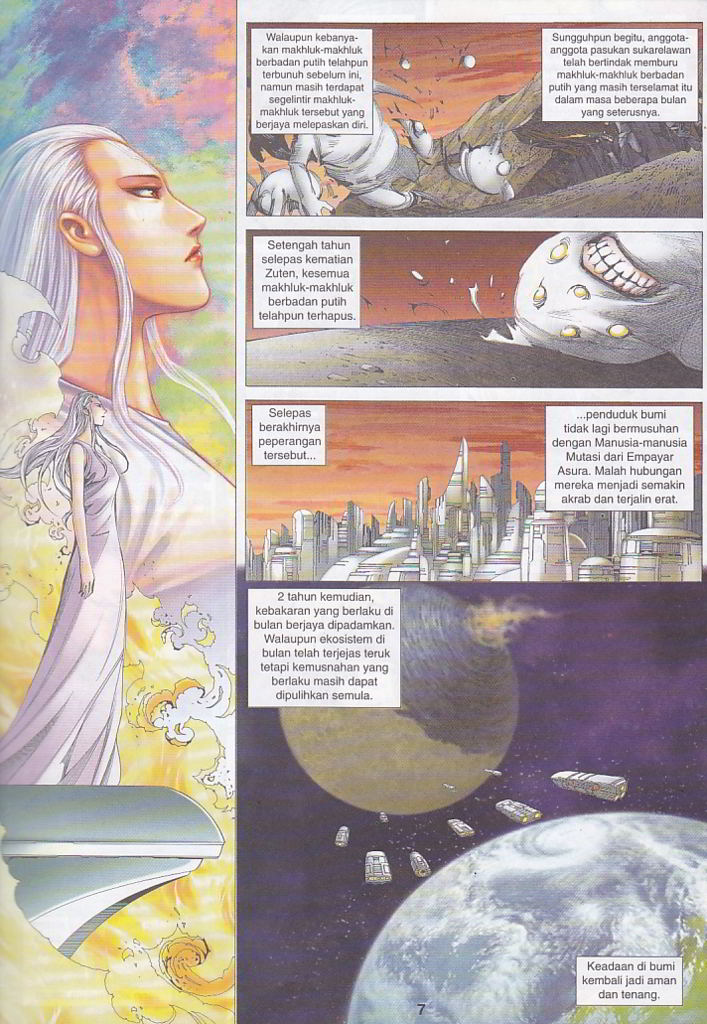 Walaupun kebanya-
kan makhluk-makhluk
berbadan putih telahpun
terbunuh sebelum ini,
namun masih terdapat
segelintir makhluk-
makhluk tersebut yang
berjaya melepaskan diri.
Sungguhpun begitu, anggota-
anggota pasukan sukarelawan
telah bertindak memburu
makhluk-makhluk berbadan
putih yang masih terselamat itu
dalam masa beberapa bulan
yang seterusnya.
Setengah tahun
selepas kematian
Zuten, kesemua
makhluk-makhluk
berbadan putih
telahpun terhapus.
Selepas
berakhirnya
peperangan
tersebut...
...penduduk bumi
tidak lagi bermusuhan
dengan Manusia-manusia
Mutasi dari Empayar
Asura. Malah hubungan
mereka menjadi semakin
akrab dan terjalin erat.
2 tahun kemudian,
kebakaran yang berlaku di
bulan berjaya dipadamkan.
Walaupun ekosistem di
bulan telah terjejas teruk
tetapi kemusnahan yang
berlaku masih dapat
dipulihkan semula.
Keadaan di bumi
kembali jadi aman
dan tenang.
7